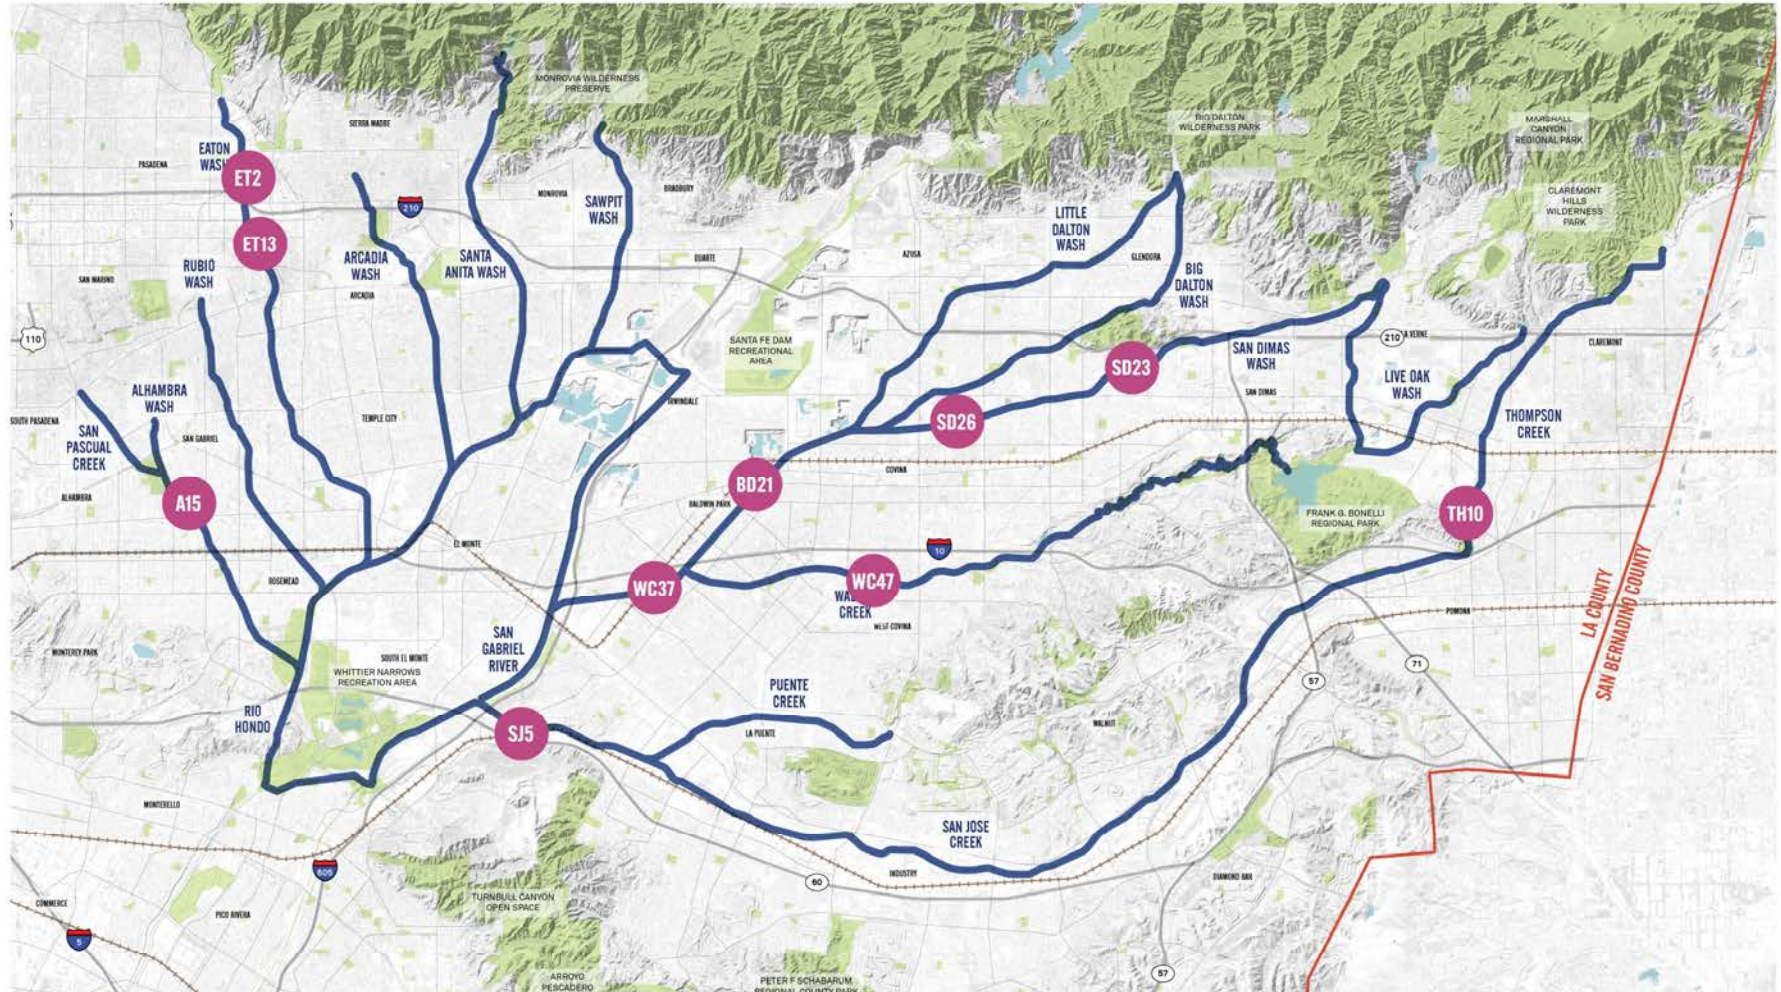 MONROVIA WILDERNESS
PRESERVE
SIERRA MADRE
BIG DALTON
WILDERNESS PARK
MARSHALL
CANYON
REGIONAL PARK
EATON
WASH
PASADENA
ET2
MONROVIA
BRADBURY
SAWPIT
WASH
210
CLAREMONT
HILLS
WILDERNESS
PARK
LITTLE
DALTON
WASH
ET13
ARCADIA
WASH
SANTA
ANITA WASH
DUARTE
AZUSA
GLENDORA
RUBIO
WASH
SAN MARINO
ARCADIA
BIG
DALTON
WASH
110
SANTA FE DAM
RECREATIONAL
AREA
SAN DIMAS
WASH
210
LA VERNE
CLAREMONT
SD23
ALHAMBRA
WASH
IRWINDALE
SAN DIMAS
LIVE OAK
WASH
SOUTH PASADENA
TEMPLE CITY
SD26
THOMPSON
CREEK
SAN
PASCUAL
CREEK
SAN GABRIEL
COVINA
ALHAMBRA
A15
BD21
BALDWIN PARK
FRANK G. BONELLI
REGIONAL PARK
TH10
EL MONTE
10
ROSEMEAD
WC37
WC47
WAL
CREEK
WEST COVINA
LA COUNTY
SAN BERNADINO COUNTY
POMONA
SAN
GABRIEL
RIVER
MONTEREY PARK
SOUTH EL MONTE
WHITTIER NARROWS
RECREATION AREA
71
57
PUENTE
CREEK
RIO
HONDO
SJ5
LA PUENTE
WALNUT
MONTEBELLO
SAN JOSE
CREEK
605
60
INDUSTRY
DIAMOND BAR
TURNBULL CANYON
OPEN SPACE
COMMERCE
PICO RIVERA
5
57
ARROYO
PESCADERO
PETER F SCHABARUM
REGIONAL COUNTY PARK